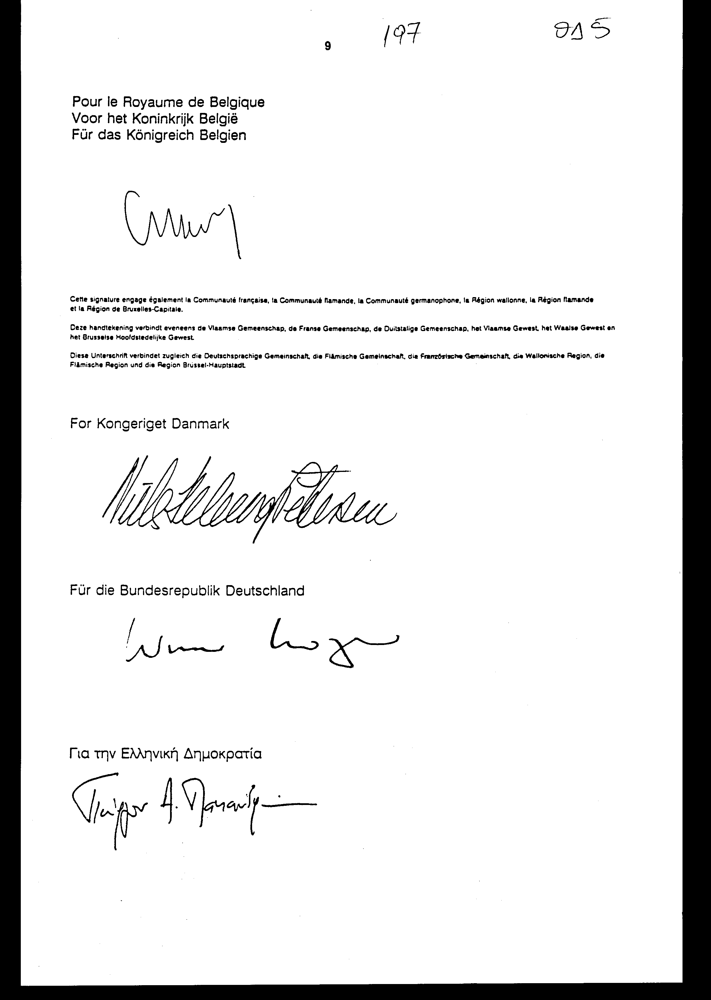 9
197
015
Pour le Royaume de Belgique
Voor het Koninkrijk België
Für das Königreich Belgien
Cette signature engage également la Communauté française, la Communauté flamande, la Communauté germanophone, la Région wallonne, la Région flamande
et la Région de Bruxelles-Capitale.
Deze handtekening verbindt eveneens de Vlaamse Gemeenschap, de Franse Gemeenschap, de Duitstalige Gemeenschap, het Vlaamse Gewest, het Waalse Gewest en
het Brusselse Hoofdstedelijke Gewest.
Diese Unterschrift verbindet zugleich die Deutschsprachige Gemeinschaft, die Flämische Gemeinschaft, die Französische Gemeinschaft, die Wallonische Region, die
Flämische Region und die Region Brüssel-Hauptstadt.
For Kongeriget Danmark
Niels Helveg Petersen
Für die Bundesrepublik Deutschland
Για την Ελληνική Δημοκρατία